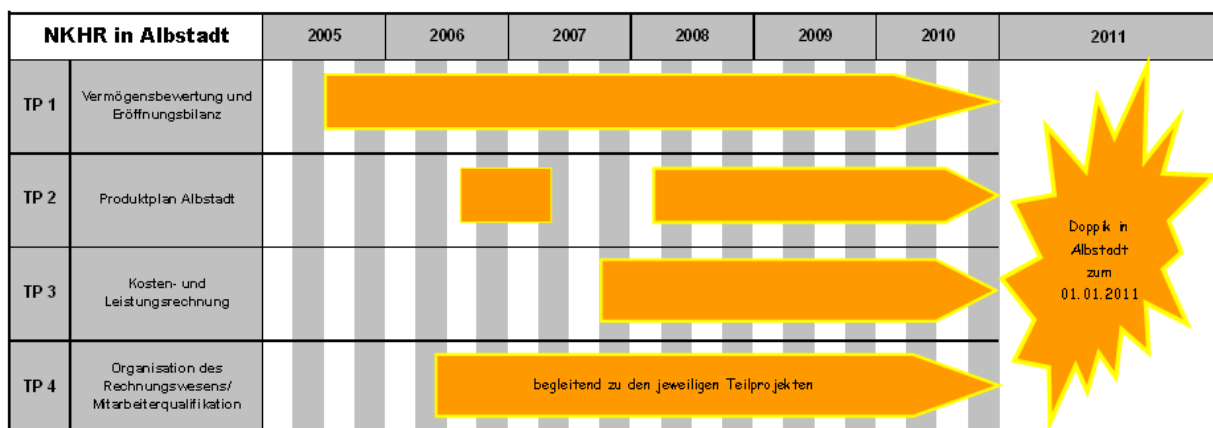 NKHR in Albstadt 2005 2006 2007 2008 2009 2010 2011
TP 1
Vermögensbewertung und
Eröffnungsbilanz
TP 2
Produktplan Albstadt
TP 3
Kosten- und
Leistungsrechnung
TP 4
Organisation des
Rechnungswesens/
Mitarbeiterqualifikation
begleitend zu den jeweiligen Teilprojekten
Doppik in
Albstadt
zum
01.01.2011